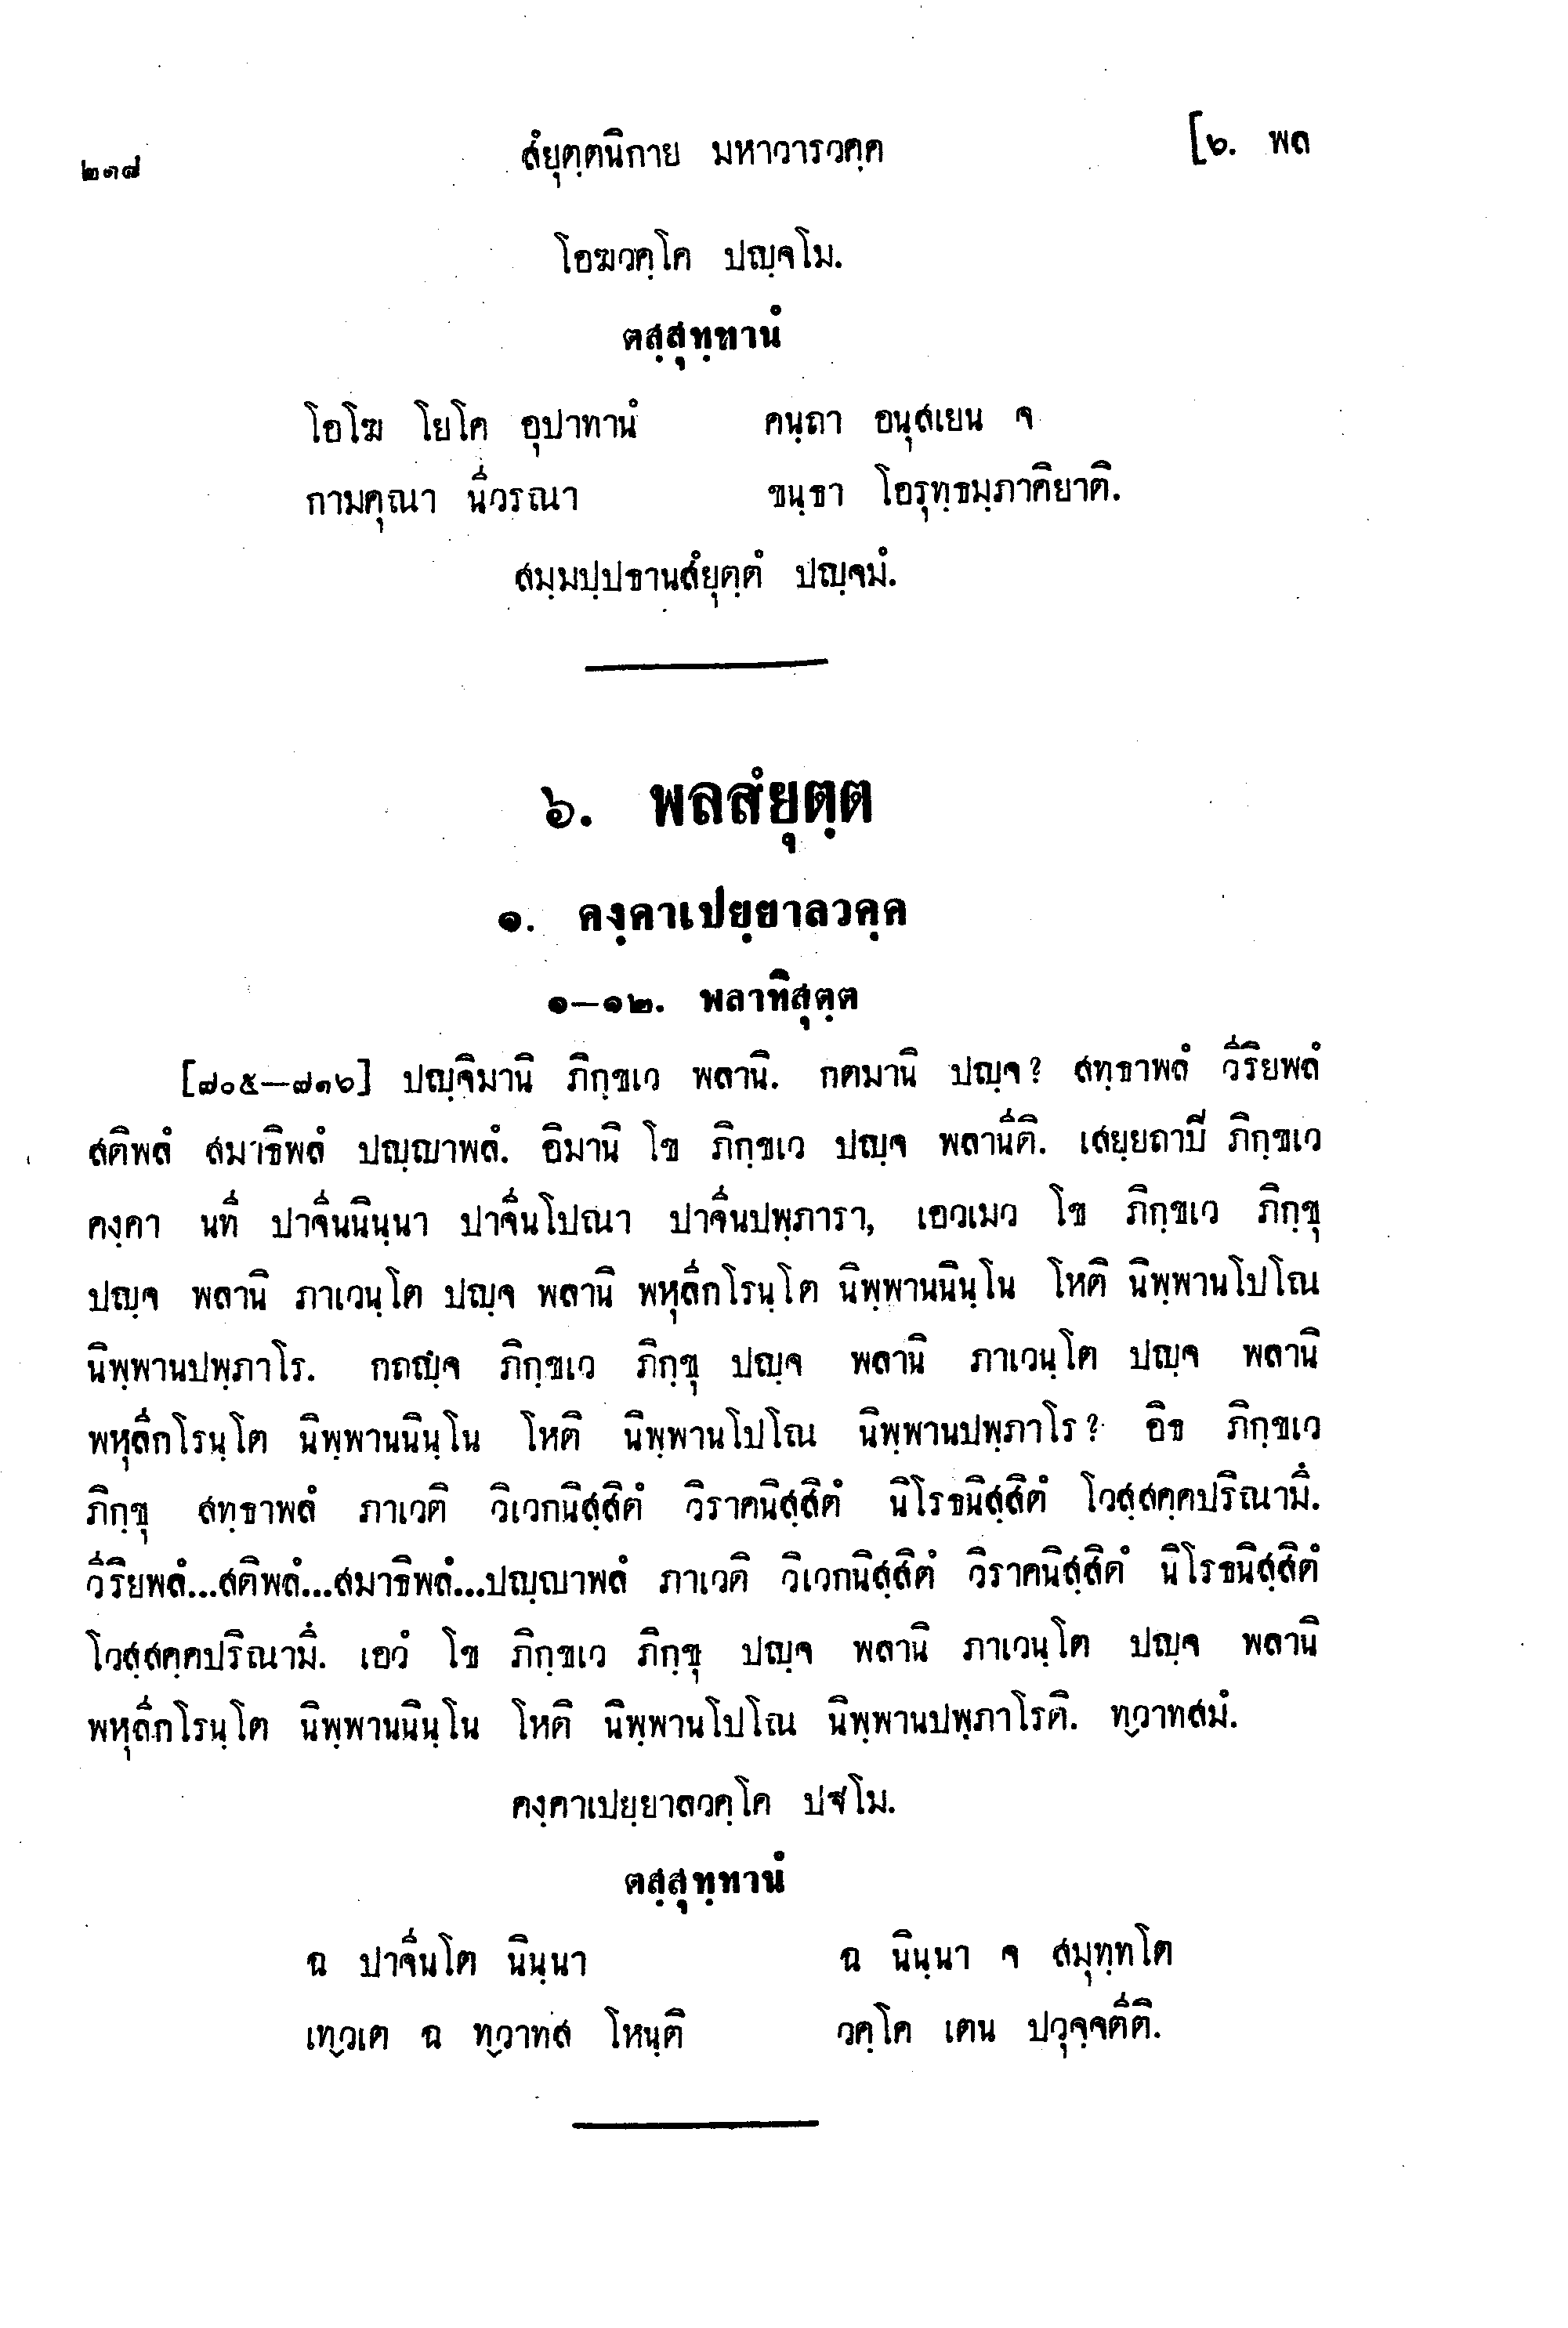 ๒๓๘ สํยุตฺตนิกาย มหาวารวคฺค [๖. พล
โอฆวคฺโค ปญฺจโม.
ตสฺสุทฺทานํ
โอโฆ โยโค อุปาทานํ คนฺถา อนุสเยน จ
กามคุณา นีวรณา ขนฺธา โอรุทฺธมฺภาคิยาติ.
สมฺมปฺปธานสํยุตฺตํ ปญฺจมํ.
๖. พลสํยุตฺต
๑. คงฺคาเปยฺยาลวคฺค
๑–๑๒. พลาทิสุตฺต
[๘๐๕–๘๑๖] ปญฺจิมานิ ภิกฺขเว พลานิ. กตมานิ ปญฺจ? สทฺธาพลํ วีริยพลํ
สติพลํ สมาธิพลํ ปญฺญาพลํ. อิมานิ โข ภิกฺขเว ปญฺจ พลานีติ. เสยฺยถาปิ ภิกฺขเว
คงฺคา นที ปาจีนนินฺนา ปาจีนโปณา ปาจีนปพฺภารา, เอวเมว โข ภิกฺขเว ภิกฺขุ
ปญฺจ พลานิ ภาเวนฺโต ปญฺจ พลานิ พหุลีกโรนฺโต นิพฺพานนินฺโน โหติ นิพฺพานโปโณ
นิพฺพานปพฺภาโร. กถญฺจ ภิกฺขเว ภิกฺขุ ปญฺจ พลานิ ภาเวนฺโต ปญฺจ พลานิ
พหุลีกโรนฺโต นิพฺพานนินฺโน โหติ นิพฺพานโปโณ นิพฺพานปพฺภาโร? อิธ ภิกฺขเว
ภิกฺขุ สทฺธาพลํ ภาเวติ วิเวกนิสฺสิตํ วิราคนิสฺสิตํ นิโรธนิสฺสิตํ โวสฺสคฺคปริณามึ.
วีริยพลํ...สติพลํ...สมาธิพลํ...ปญฺญาพลํ ภาเวติ วิเวกนิสฺสิตํ วิราคนิสฺสิตํ นิโรธนิสฺสิตํ
โวสฺสคฺคปริณามึ. เอวํ โข ภิกฺขเว ภิกฺขุ ปญฺจ พลานิ ภาเวนฺโต ปญฺจ พลานิ
พหุลีกโรนฺโต นิพฺพานนินฺโน โหติ นิพฺพานโปโณ นิพฺพานปพฺภาโรติ. ทฺวาทสมํ.
คงฺคาเปยฺยาลวคฺโค ปฐโม.
ตสฺสุทฺทานํ
ฉ ปาจีนโต นินฺนา ฉ นินฺนา จ สมุทฺทโต
เทฺวเต ฉ ทฺวาทส โหนฺติ วคฺโค เตน ปวุจฺจตีติ.